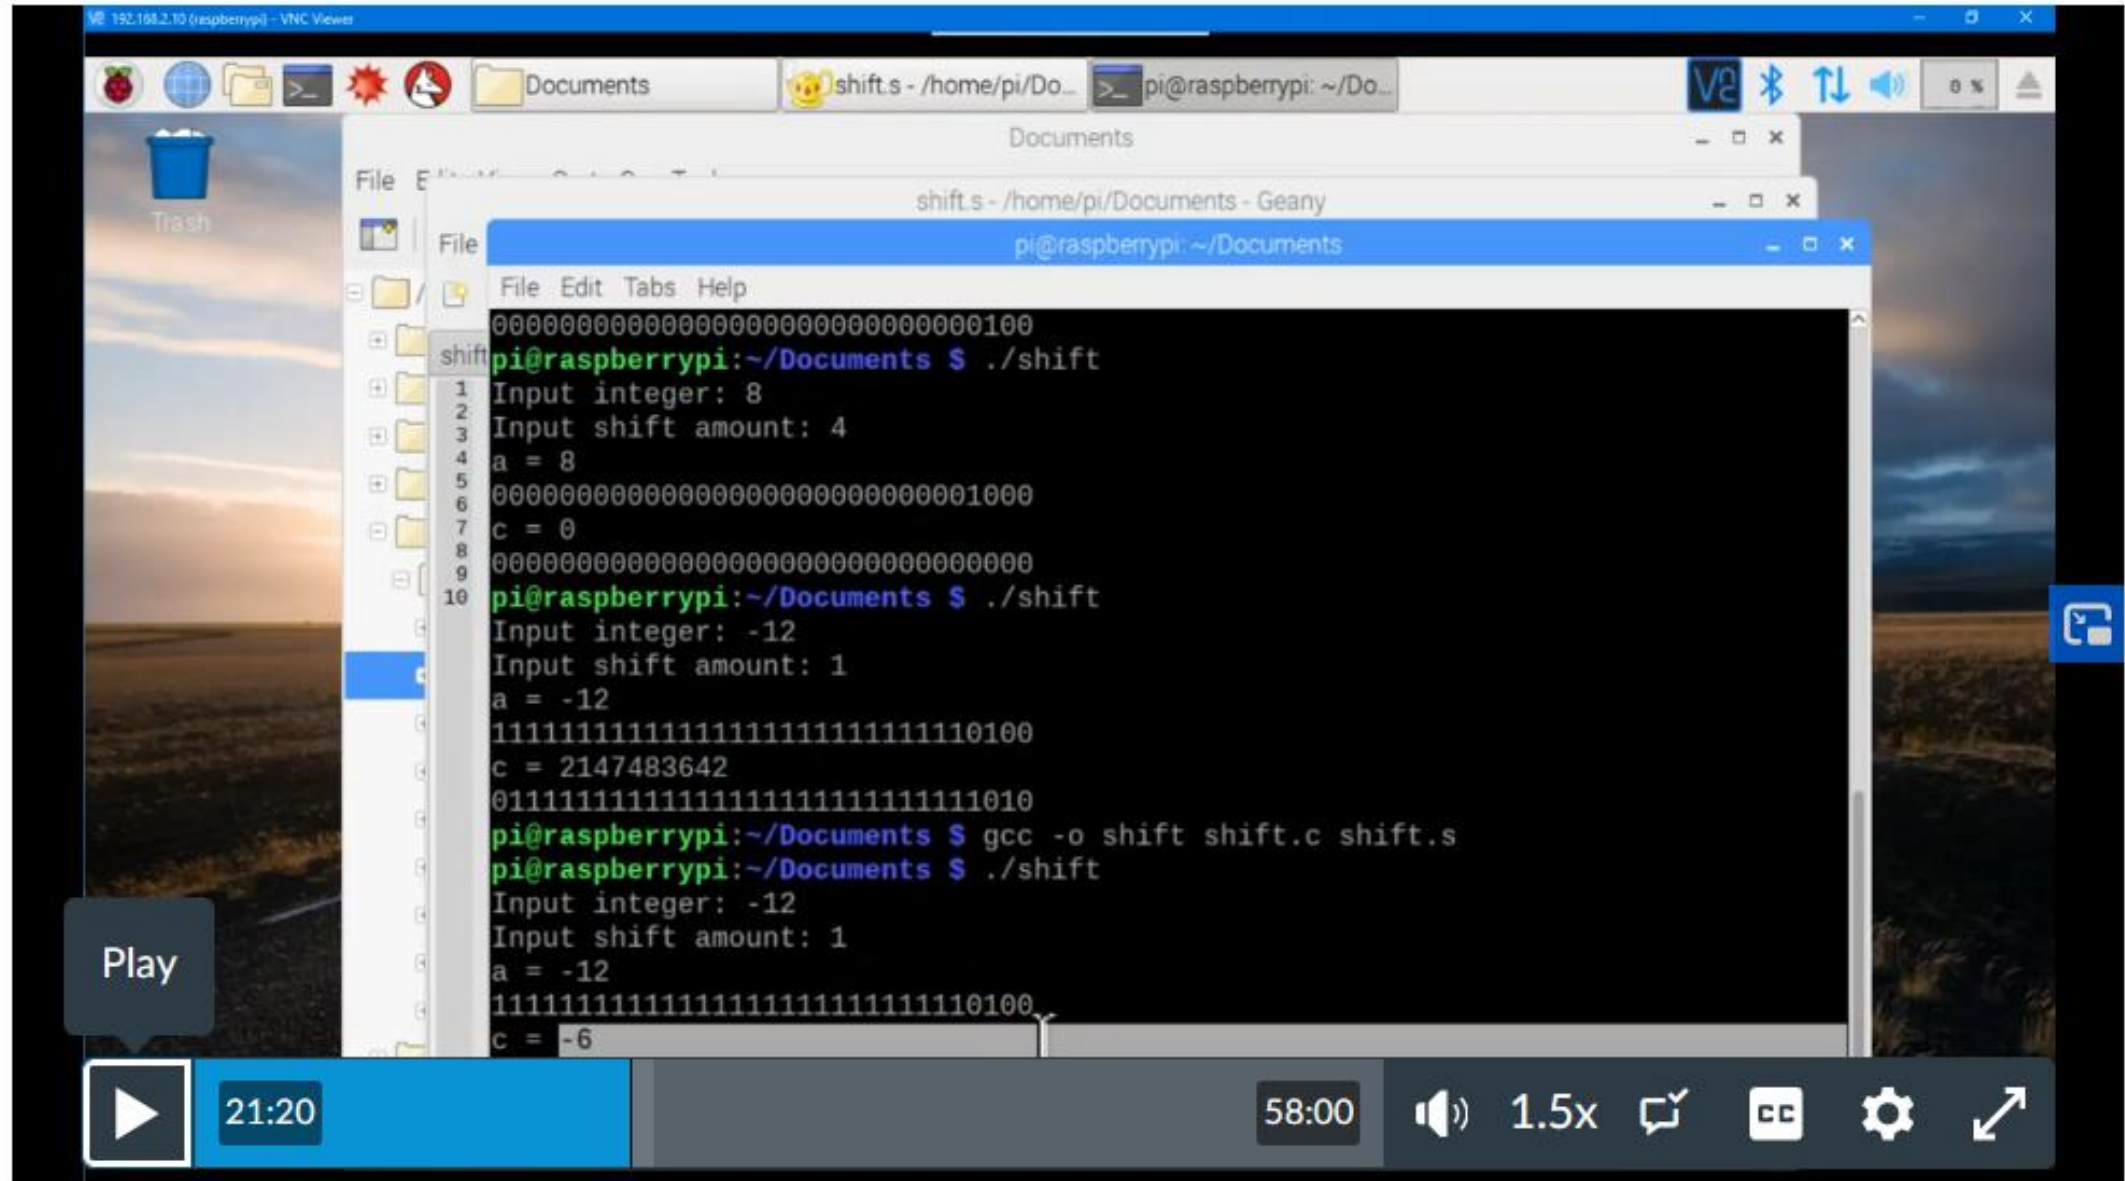 192.168.2.10 (raspberrypi) - VNC Viewer
Documents
shift.s - /home/pi/Do...
pi@raspberrypi: ~/Do...
0 %
Trash
Documents
File
shift.s - /home/pi/Documents - Geany
File
pi@raspberrypi: ~/Documents
File Edit Tabs Help
shift
1
2
3
4
5
6
7
8
9
10
00000000000000000000000000000100
pi@raspberrypi:~/Documents $ ./shift
Input integer: 8
Input shift amount: 4
a = 8
00000000000000000000000000001000
c = 0
00000000000000000000000000000000
pi@raspberrypi:~/Documents $ ./shift
Input integer: -12
Input shift amount: 1
a = -12
11111111111111111111111111110100
c = 2147483642
01111111111111111111111111111010
pi@raspberrypi:~/Documents $ gcc -o shift shift.c shift.s
pi@raspberrypi:~/Documents $ ./shift
Input integer: -12
Input shift amount: 1
a = -12
11111111111111111111111111110100
c = -6
Play
21:20
58:00
1.5x
CC